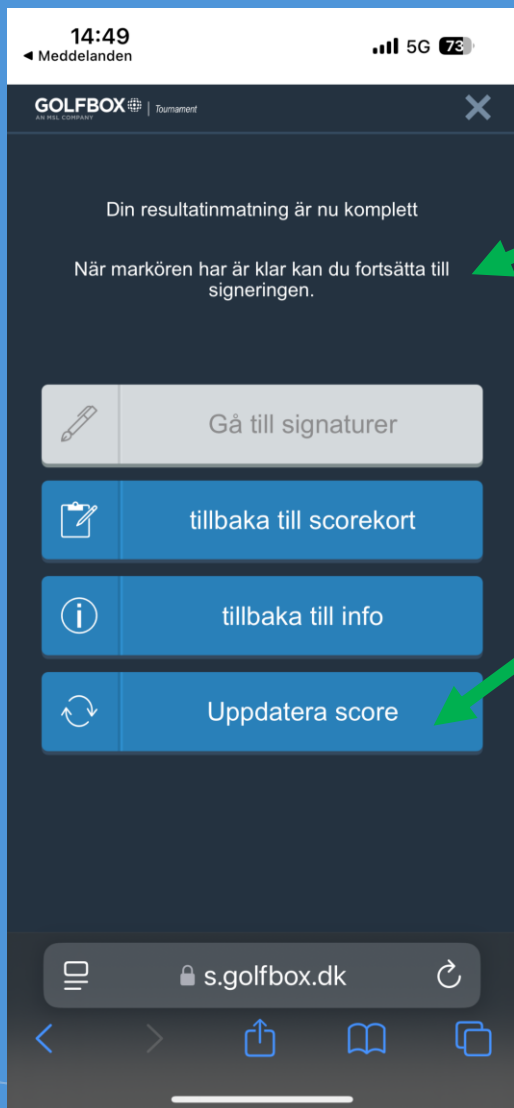 14:49
Meddelanden
5G 73
GOLFBOX | Tournament
AN MSL COMPANY
Din resultatinmatning är nu komplett
När markören har är klar kan du fortsätta till
signeringen.
Gå till signaturer
tillbaka till scorekort
tillbaka till info
Uppdatera score
s.golfbox.dk